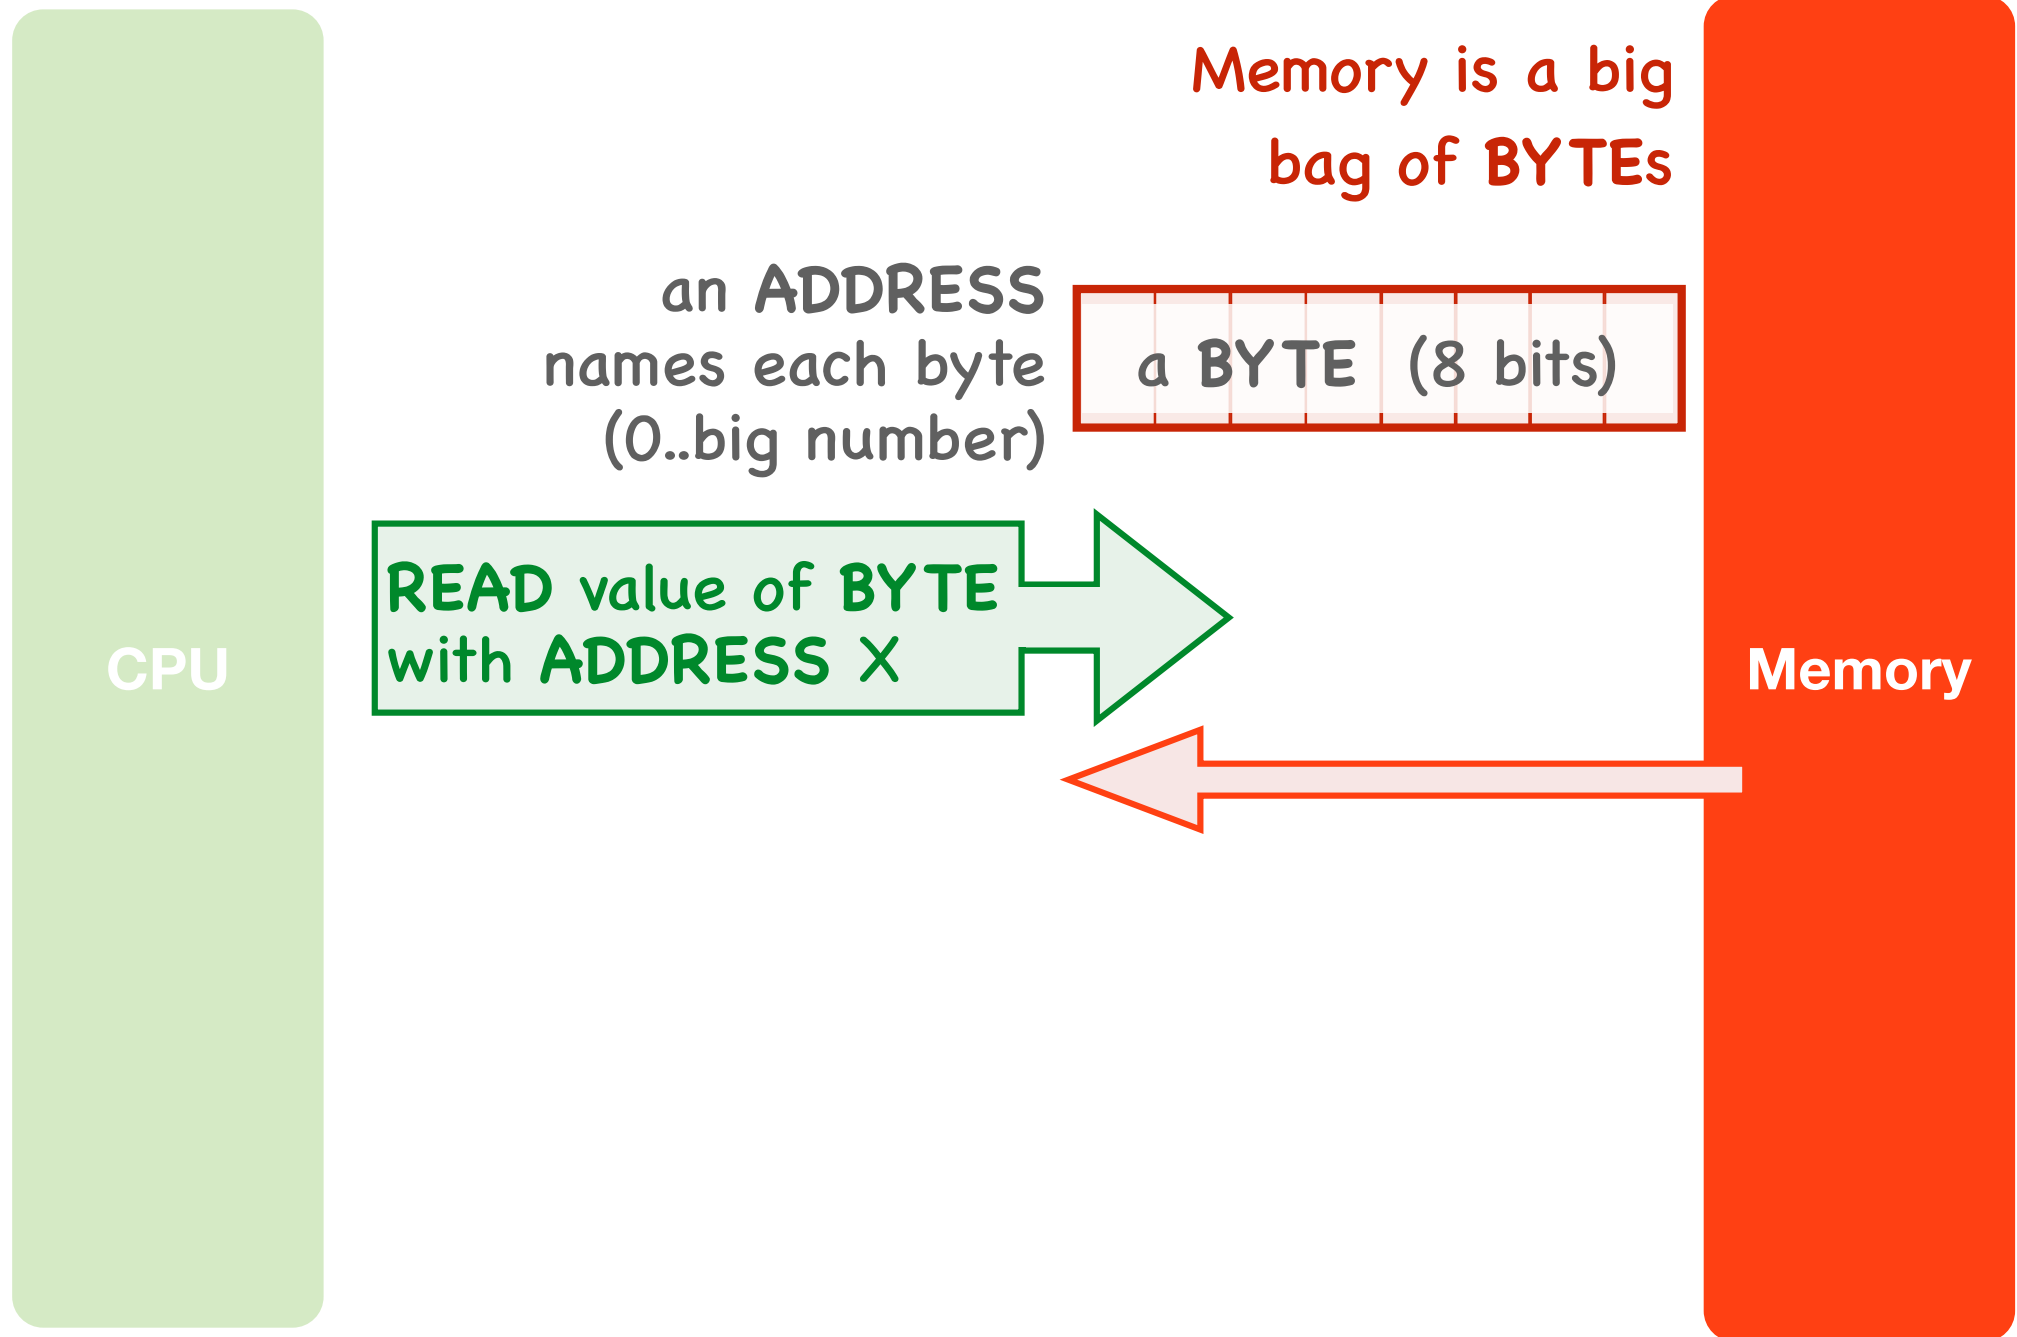 Memory is a big
bag of BYTEs
an ADDRESS
names each byte
(0..big number)
a BYTE (8 bits)
READ value of BYTE
with ADDRESS X
CPU
Memory